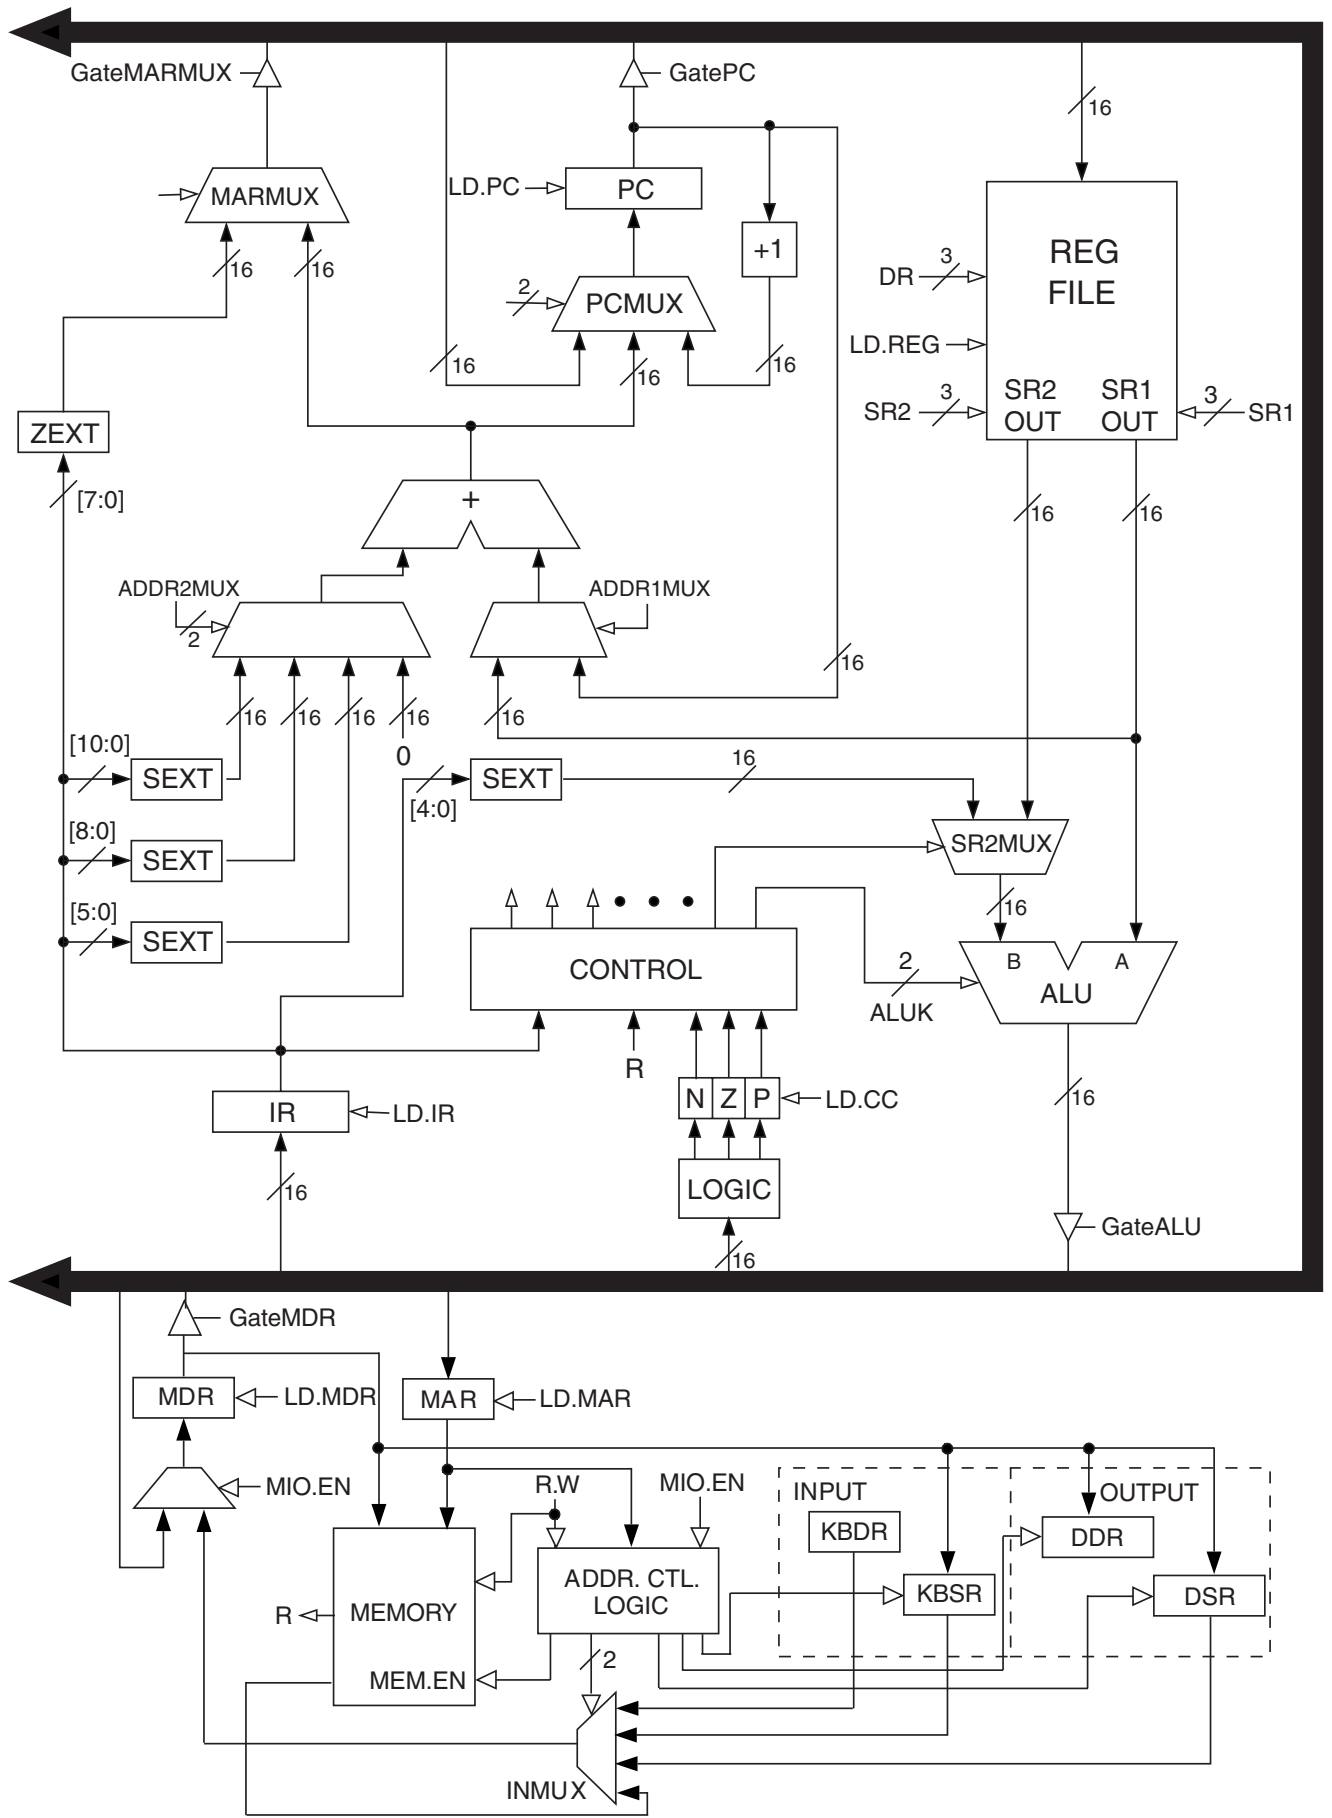 GateMARMUX
GatePC
16
MARMUX
LD.PC
PC
16
16
+1
REG
FILE
3
DR
2
PCMUX
LD.REG
16
16
16
SR2
OUT
SR1
OUT
3
SR2
3
SR1
ZEXT
[7:0]
+
16
16
ADDR2MUX
2
ADDR1MUX
16
16
16
16
16
16
0
[10:0]
SEXT
[4:0]
SEXT
16
[8:0]
SEXT
SR2MUX
16
[5:0]
SEXT
CONTROL
2
ALUK
B
A
ALU
R
N
Z
P
LD.CC
IR
LD.IR
16
LOGIC
16
16
GateALU
GateMDR
MDR
LD.MDR
MAR
LD.MAR
MIO.EN
R.W
MIO.EN
INPUT
KBDR
OUTPUT
DDR
ADDR. CTL.
LOGIC
KBSR
DSR
R
MEMORY
MEM.EN
2
INMUX